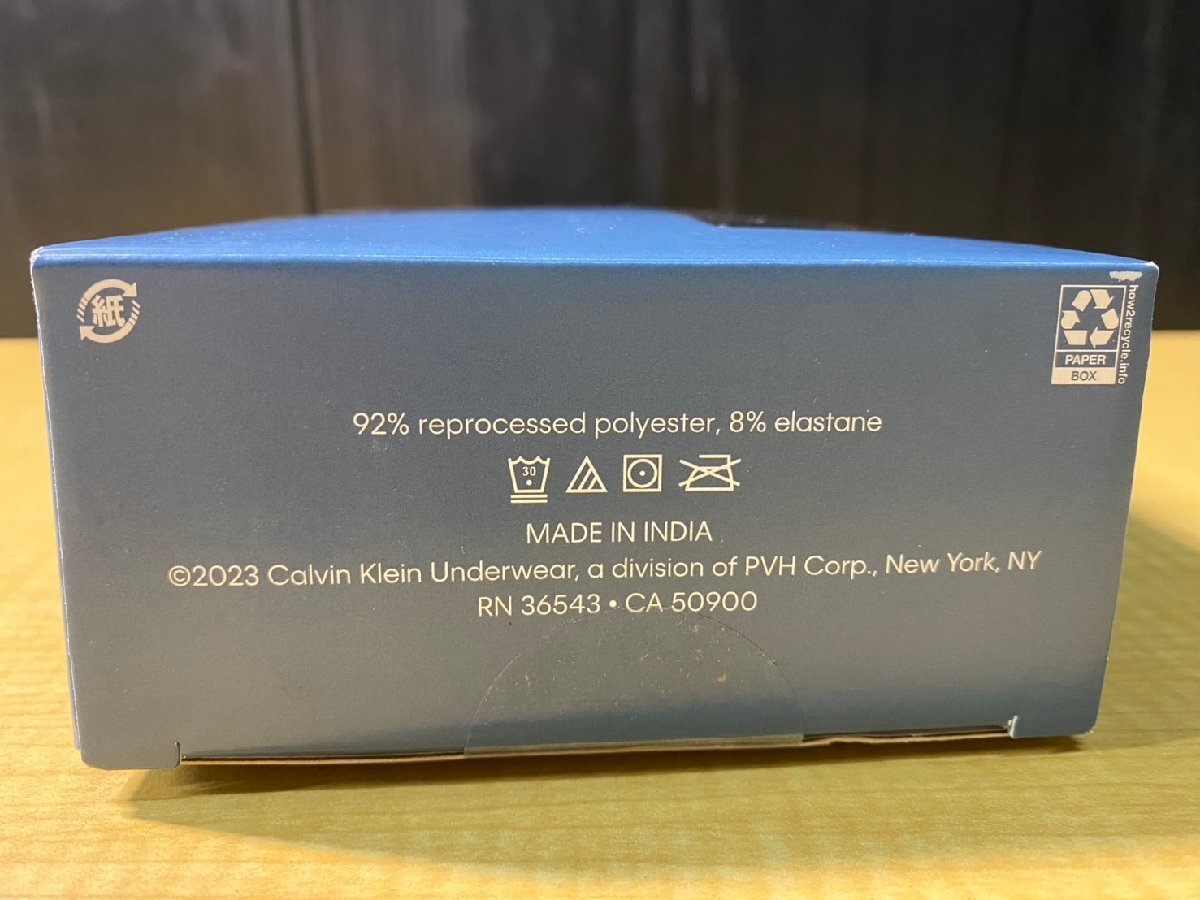 紙
how2recycle.info
PAPER
BOX
92% reprocessed polyester, 8% elastane
30
MADE IN INDIA
©2023 Calvin Klein Underwear, a division of PVH Corp., New York, NY
RN 36543 • CA 50900